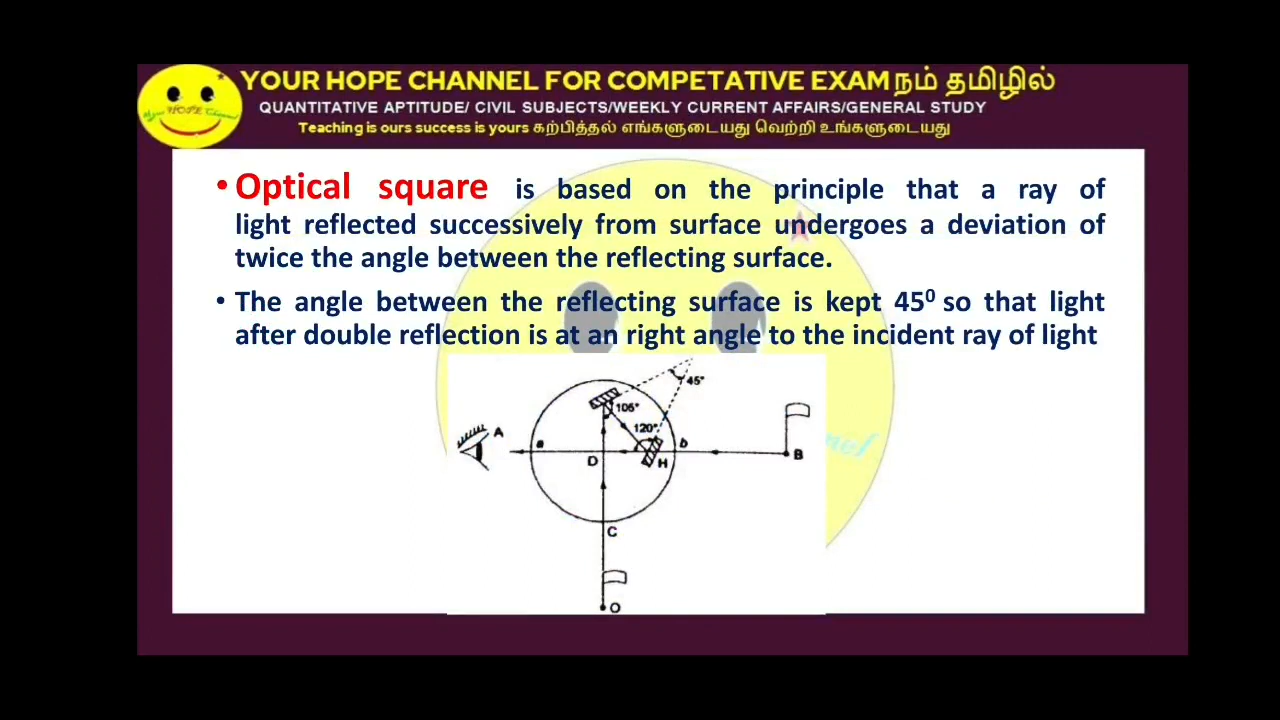 YOUR HOPE CHANNEL FOR COMPETATIVE EXAM நம் தமிழில்
QUANTITATIVE APTITUDE/ CIVIL SUBJECTS/WEEKLY CURRENT AFFAIRS/GENERAL STUDY
Teaching is ours success is yours கற்பித்தல் எங்களுடையது வெற்றி உங்களுடையது
• Optical square is based on the principle that a ray of
light reflected successively from surface undergoes a deviation of
twice the angle between the reflecting surface.
• The angle between the reflecting surface is kept 45⁰ so that light
after double reflection is at an right angle to the incident ray of light
45°
105°
120°
A
a
b
D
H
B
C
O